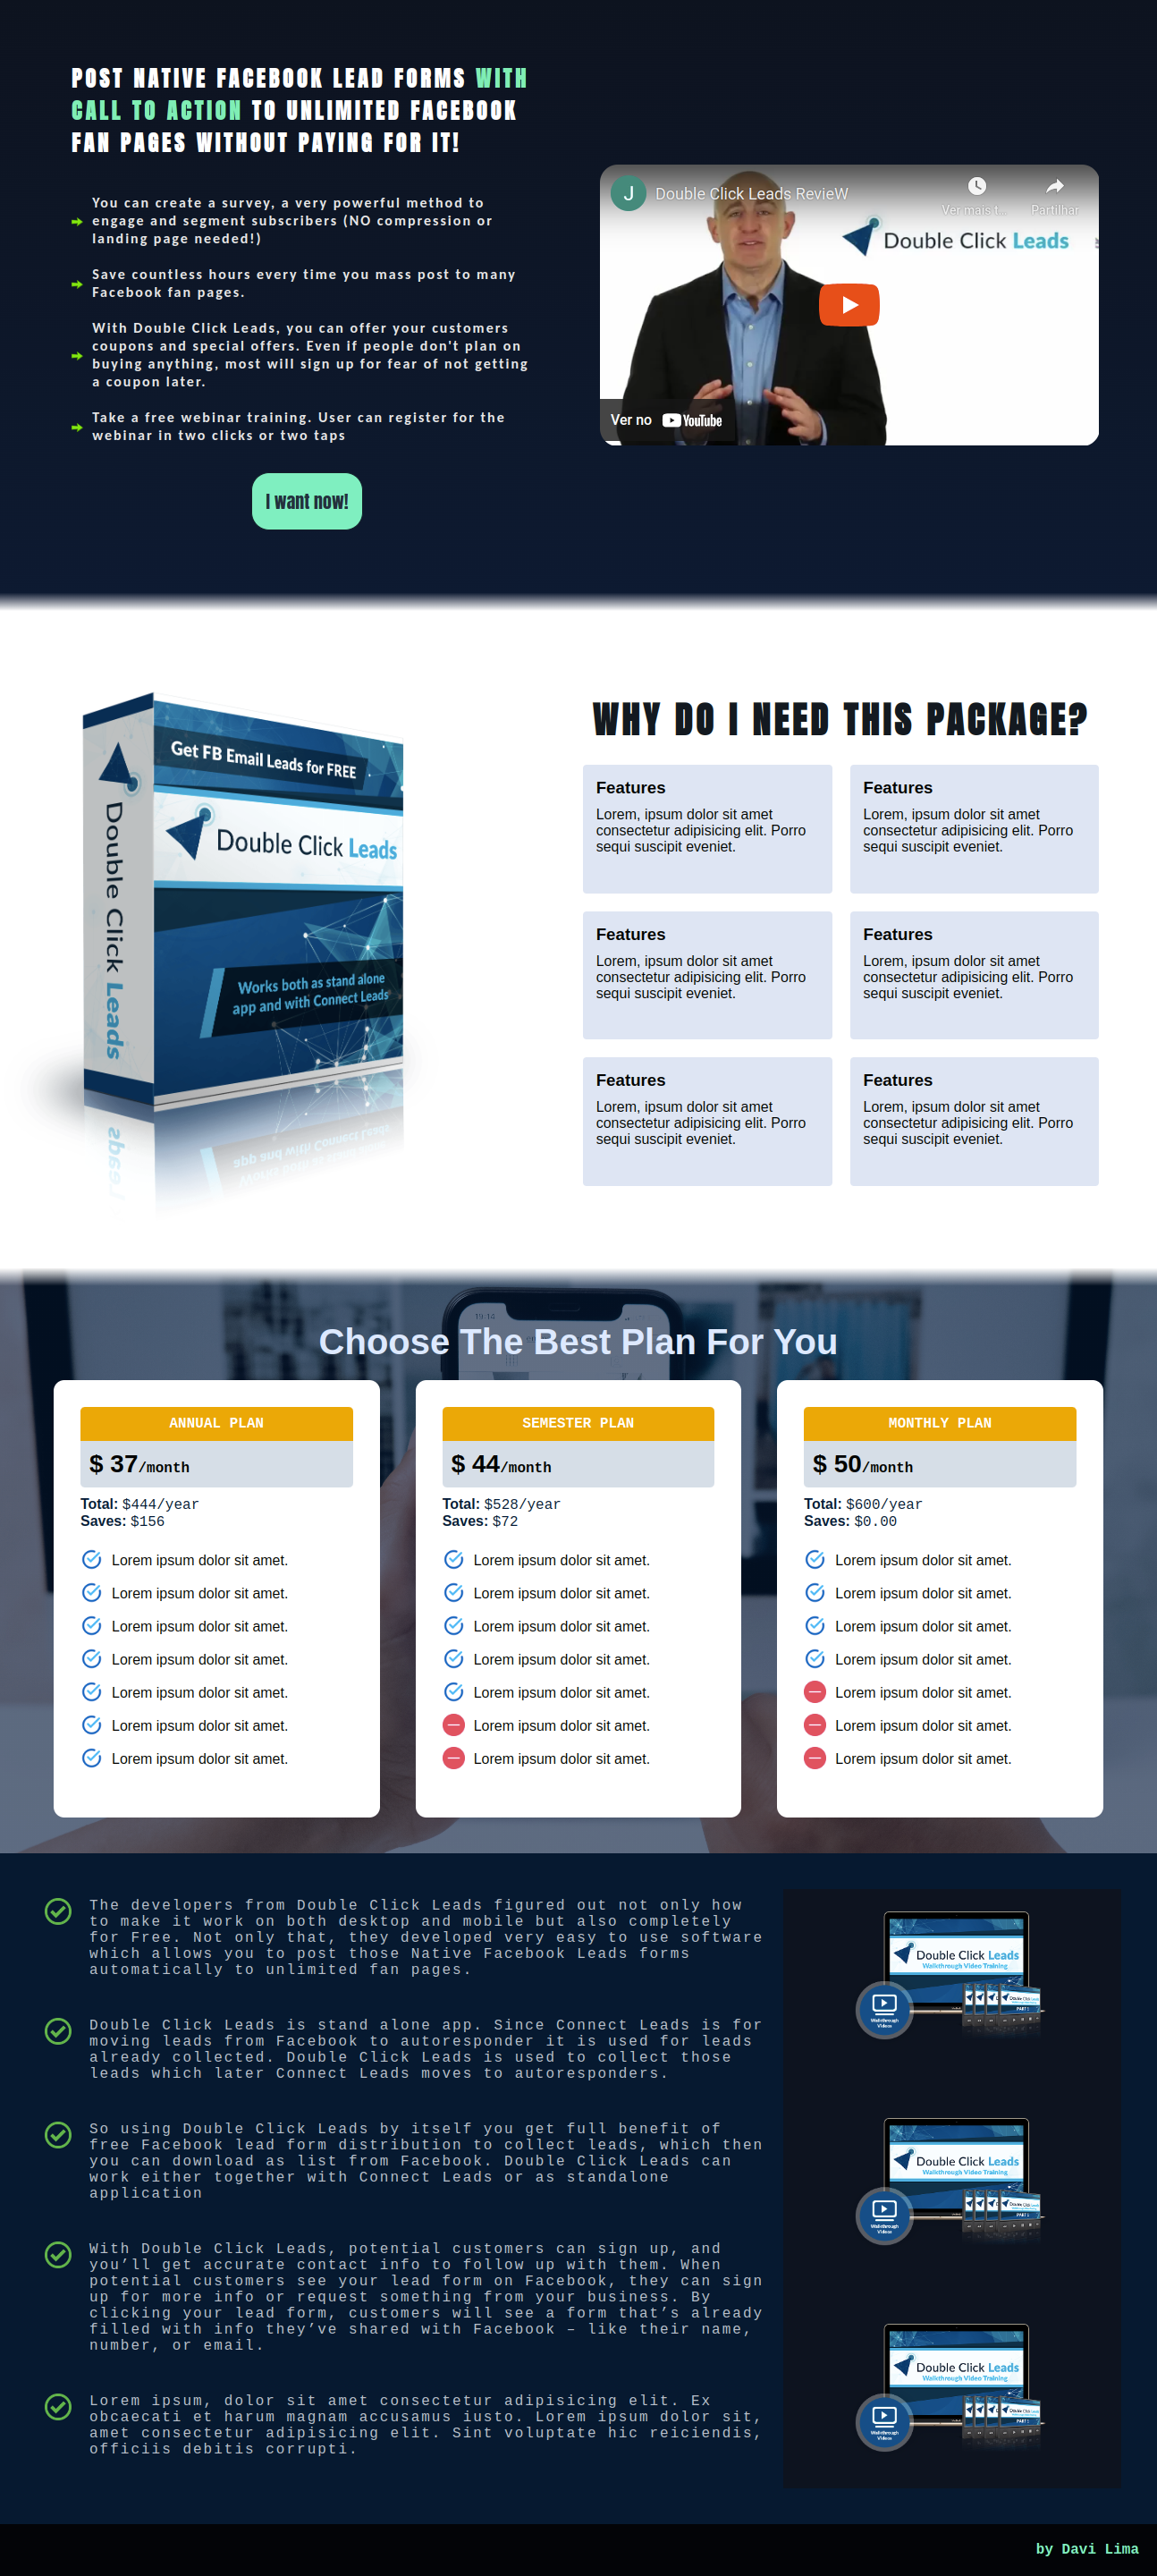 POST NATIVE FACEBOOK LEAD FORMS WITH
CALL TO ACTION TO UNLIMITED FACEBOOK
FAN PAGES WITHOUT PAYING FOR IT!
You can create a survey, a very powerful method to
engage and segment subscribers (NO compression or
landing page needed!)
Save countless hours every time you mass post to many
Facebook fan pages.
With Double Click Leads, you can offer your customers
coupons and special offers. Even if people don't plan on
buying anything, most will sign up for fear of not getting
a coupon later.
Take a free webinar training. User can register for the
webinar in two clicks or two taps
I want now!
J
Double Click Leads RevieW
Ver mais t...
Partilhar
Double Click Leads
Ver no YouTube
Get FB Email Leads for FREE
Double Click Leads
Double Click Leads
Works both as stand alone
app and with Connect Leads
WHY DO I NEED THIS PACKAGE?
Features
Lorem, ipsum dolor sit amet
consectetur adipisicing elit. Porro
sequi suscipit eveniet.
Features
Lorem, ipsum dolor sit amet
consectetur adipisicing elit. Porro
sequi suscipit eveniet.
Features
Lorem, ipsum dolor sit amet
consectetur adipisicing elit. Porro
sequi suscipit eveniet.
Features
Lorem, ipsum dolor sit amet
consectetur adipisicing elit. Porro
sequi suscipit eveniet.
Features
Lorem, ipsum dolor sit amet
consectetur adipisicing elit. Porro
sequi suscipit eveniet.
Features
Lorem, ipsum dolor sit amet
consectetur adipisicing elit. Porro
sequi suscipit eveniet.
19:14
Choose The Best Plan For You
ANNUAL PLAN
$ 37/month
Total: $444/year
Saves: $156
Lorem ipsum dolor sit amet.
Lorem ipsum dolor sit amet.
Lorem ipsum dolor sit amet.
Lorem ipsum dolor sit amet.
Lorem ipsum dolor sit amet.
Lorem ipsum dolor sit amet.
Lorem ipsum dolor sit amet.
SEMESTER PLAN
$ 44/month
Total: $528/year
Saves: $72
Lorem ipsum dolor sit amet.
Lorem ipsum dolor sit amet.
Lorem ipsum dolor sit amet.
Lorem ipsum dolor sit amet.
Lorem ipsum dolor sit amet.
Lorem ipsum dolor sit amet.
Lorem ipsum dolor sit amet.
MONTHLY PLAN
$ 50/month
Total: $600/year
Saves: $0.00
Lorem ipsum dolor sit amet.
Lorem ipsum dolor sit amet.
Lorem ipsum dolor sit amet.
Lorem ipsum dolor sit amet.
Lorem ipsum dolor sit amet.
Lorem ipsum dolor sit amet.
Lorem ipsum dolor sit amet.
The developers from Double Click Leads figured out not only how
to make it work on both desktop and mobile but also completely
for Free. Not only that, they developed very easy to use software
which allows you to post those Native Facebook Leads forms
automatically to unlimited fan pages.
Double Click Leads is stand alone app. Since Connect Leads is for
moving leads from Facebook to autoresponder it is used for leads
already collected. Double Click Leads is used to collect those
leads which later Connect Leads moves to autoresponders.
So using Double Click Leads by itself you get full benefit of
free Facebook lead form distribution to collect leads, which then
you can download as list from Facebook. Double Click Leads can
work either together with Connect Leads or as standalone
application
With Double Click Leads, potential customers can sign up, and
you’ll get accurate contact info to follow up with them. When
potential customers see your lead form on Facebook, they can sign
up for more info or request something from your business. By
clicking your lead form, customers will see a form that’s already
filled with info they’ve shared with Facebook – like their name,
number, or email.
Lorem ipsum, dolor sit amet consectetur adipisicing elit. Ex
obcaecati et harum magnam accusamus iusto. Lorem ipsum dolor sit,
amet consectetur adipisicing elit. Sint voluptate hic reiciendis,
officiis debitis corrupti.
Double Click Leads
Walkthrough Video Training
Walkthrough
Videos
PART 1
Double Click Leads
Walkthrough Video Training
Walkthrough
Videos
PART 1
Double Click Leads
Walkthrough Video Training
Walkthrough
Videos
PART 1
by Davi Lima